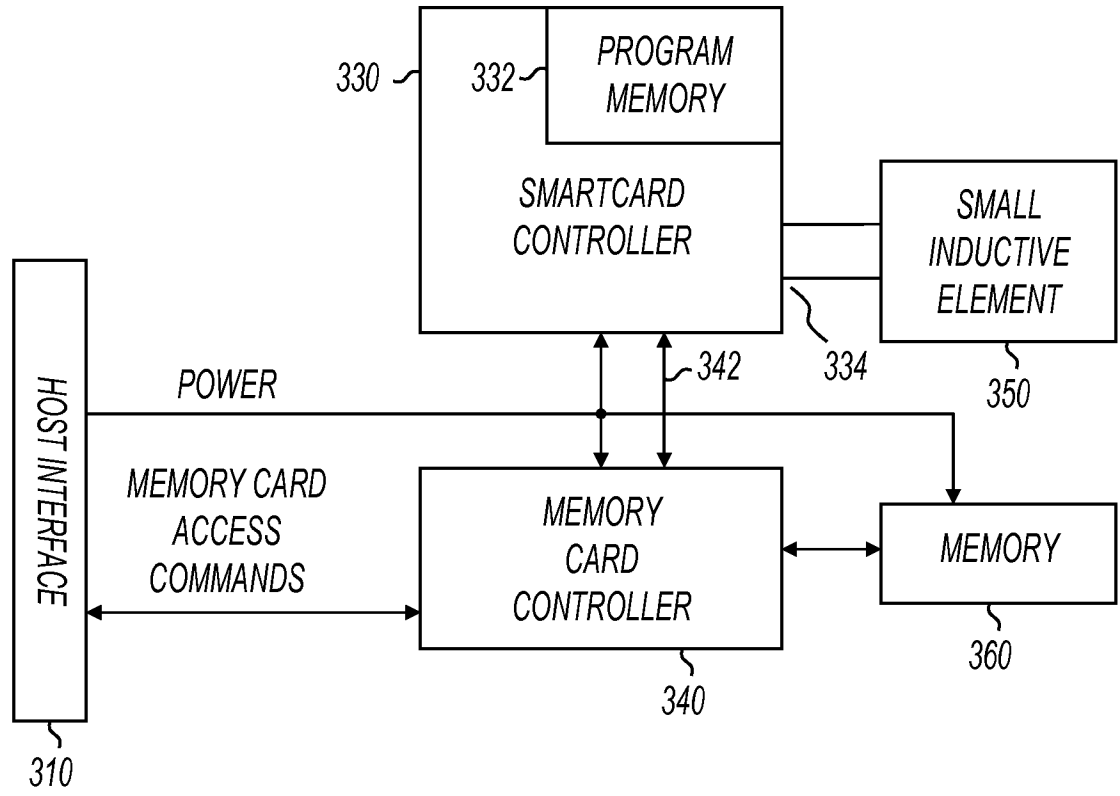 330
332
PROGRAM
MEMORY
SMARTCARD
CONTROLLER
SMALL
INDUCTIVE
ELEMENT
334
350
342
HOST INTERFACE
POWER
MEMORY CARD
ACCESS
COMMANDS
MEMORY
CARD
CONTROLLER
MEMORY
360
340
310